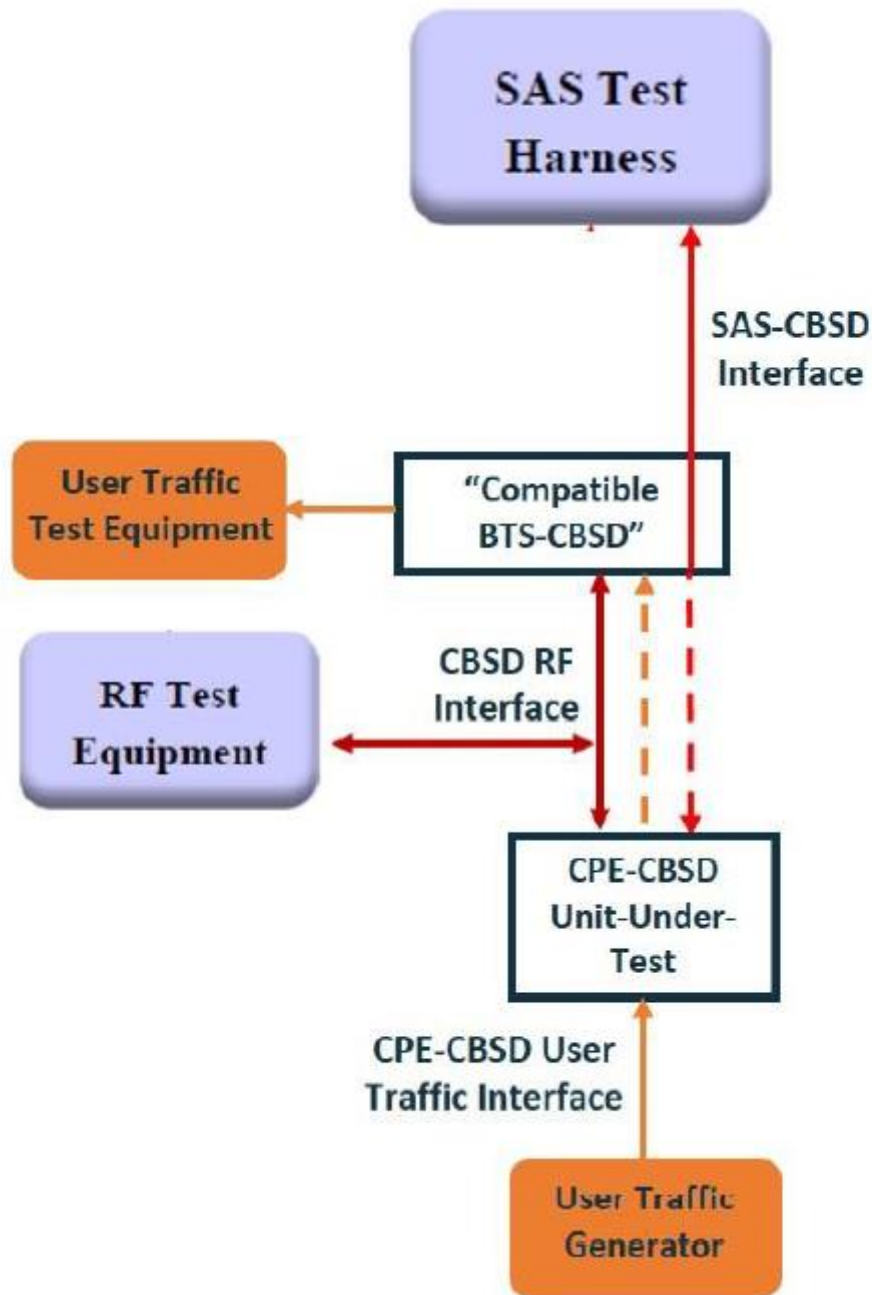 SAS Test
Harness
SAS-CBSD
Interface
User Traffic
Test Equipment
“Compatible
BTS-CBSD”
CBSD RF
Interface
RF Test
Equipment
CPE-CBSD
Unit-Under-
Test
CPE-CBSD User
Traffic Interface
User Traffic
Generator